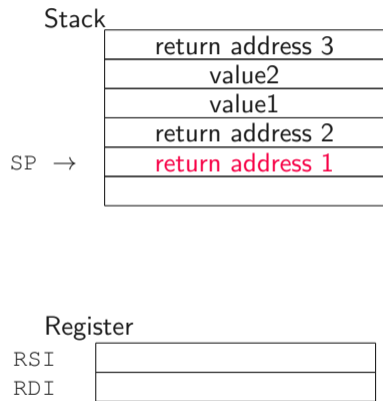 Stack
return address 3
value2
value1
return address 2
SP → return address 1
Register
RSI
RDI